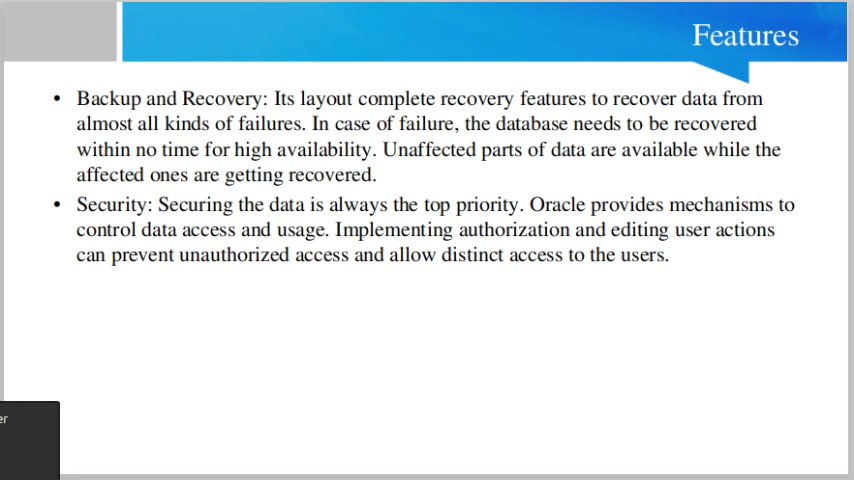 Features
• Backup and Recovery: Its layout complete recovery features to recover data from
almost all kinds of failures. In case of failure, the database needs to be recovered
within no time for high availability. Unaffected parts of data are available while the
affected ones are getting recovered.
• Security: Securing the data is always the top priority. Oracle provides mechanisms to
control data access and usage. Implementing authorization and editing user actions
can prevent unauthorized access and allow distinct access to the users.
er